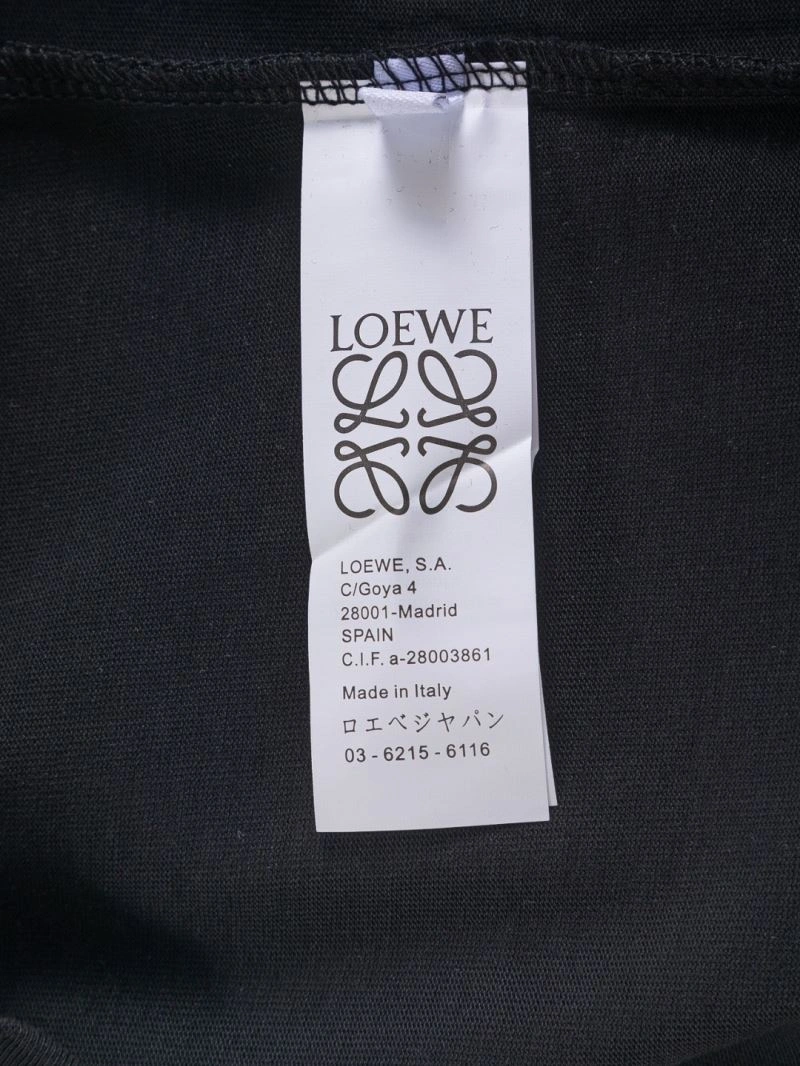 LOEWE
LOEWE, S.A.
C/Goya 4
28001-Madrid
SPAIN
C.I.F. a-28003861
Made in Italy
ロエベジヤパン
03 - 6215 - 6116